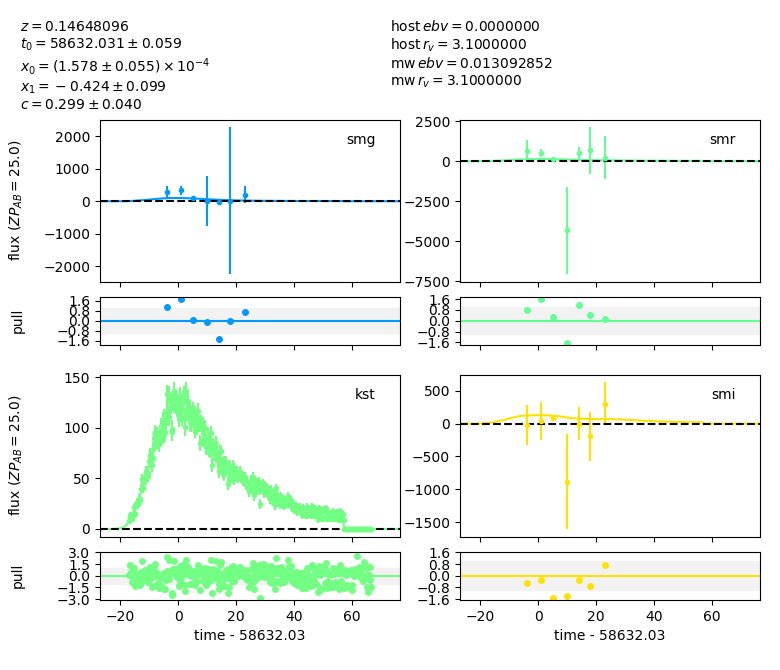 z = 0.14648096
t₀ = 58632.031 ± 0.059
x₀ = (1.578 ± 0.055) × 10⁻⁴
x₁ = −0.424 ± 0.099
c = 0.299 ± 0.040
host ebv = 0.0000000
host r_v = 3.1000000
mw ebv = 0.013092852
mw r_v = 3.1000000
flux (ZP_AB = 25.0)
2000
1000
0
−1000
−2000
smg
2500
0
−2500
−5000
−7500
smr
pull
1.6
0.8
0.0
−0.8
−1.6
1.6
0.8
0.0
−0.8
−1.6
flux (ZP_AB = 25.0)
150
100
50
0
kst
500
0
−500
−1000
−1500
smi
pull
3.0
1.5
0.0
−1.5
−3.0
1.6
0.8
0.0
−0.8
−1.6
−20 0 20 40 60
time - 58632.03
−20 0 20 40 60
time - 58632.03